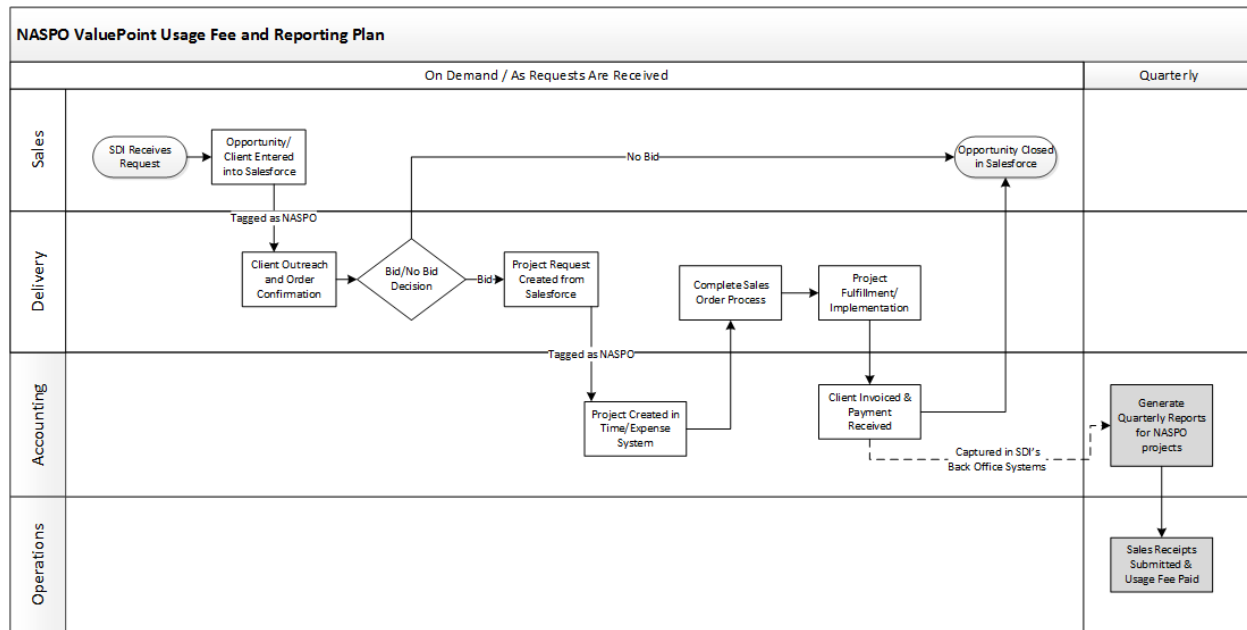 NASPO ValuePoint Usage Fee and Reporting Plan
On Demand / As Requests Are Received
Quarterly
Sales
SDI Receives
Request
Opportunity/
Client Entered
into Salesforce
No Bid
Opportunity Closed
in Salesforce
Tagged as NASPO
Delivery
Client Outreach
and Order
Confirmation
Bid/No Bid
Decision
Bid
Project Request
Created from
Salesforce
Complete Sales
Order Process
Project
Fulfillment/
Implementation
Tagged as NASPO
Accounting
Project Created in
Time/Expense
System
Client Invoiced &
Payment
Received
Captured in SDI's
Back Office Systems
Generate
Quarterly Reports
for NASPO
projects
Operations
Sales Receipts
Submitted &
Usage Fee Paid